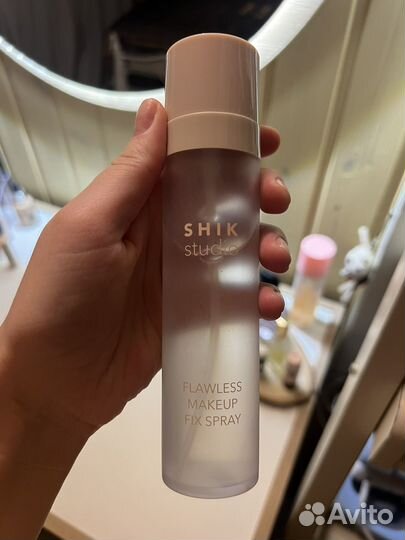 SHIK
studio
FLAWLESS
MAKEUP
FIX SPRAY
Avito